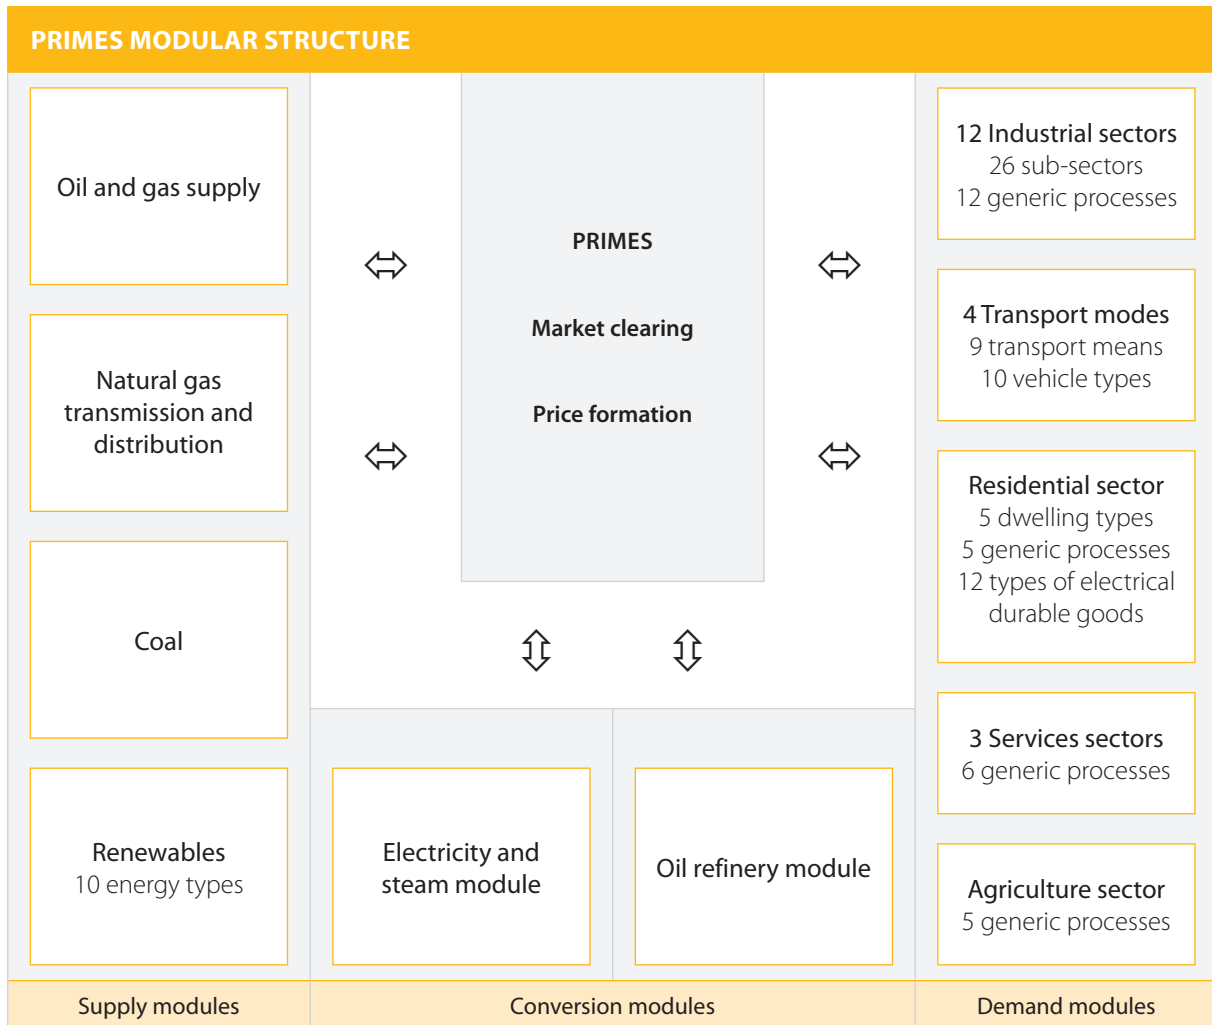 PRIMES MODULAR STRUCTURE
Oil and gas supply
Natural gas
transmission and
distribution
Coal
Renewables
10 energy types
PRIMES
Market clearing
Price formation
Electricity and
steam module
Oil refinery module
12 Industrial sectors
26 sub-sectors
12 generic processes
4 Transport modes
9 transport means
10 vehicle types
Residential sector
5 dwelling types
5 generic processes
12 types of electrical
durable goods
3 Services sectors
6 generic processes
Agriculture sector
5 generic processes
Supply modules
Conversion modules
Demand modules